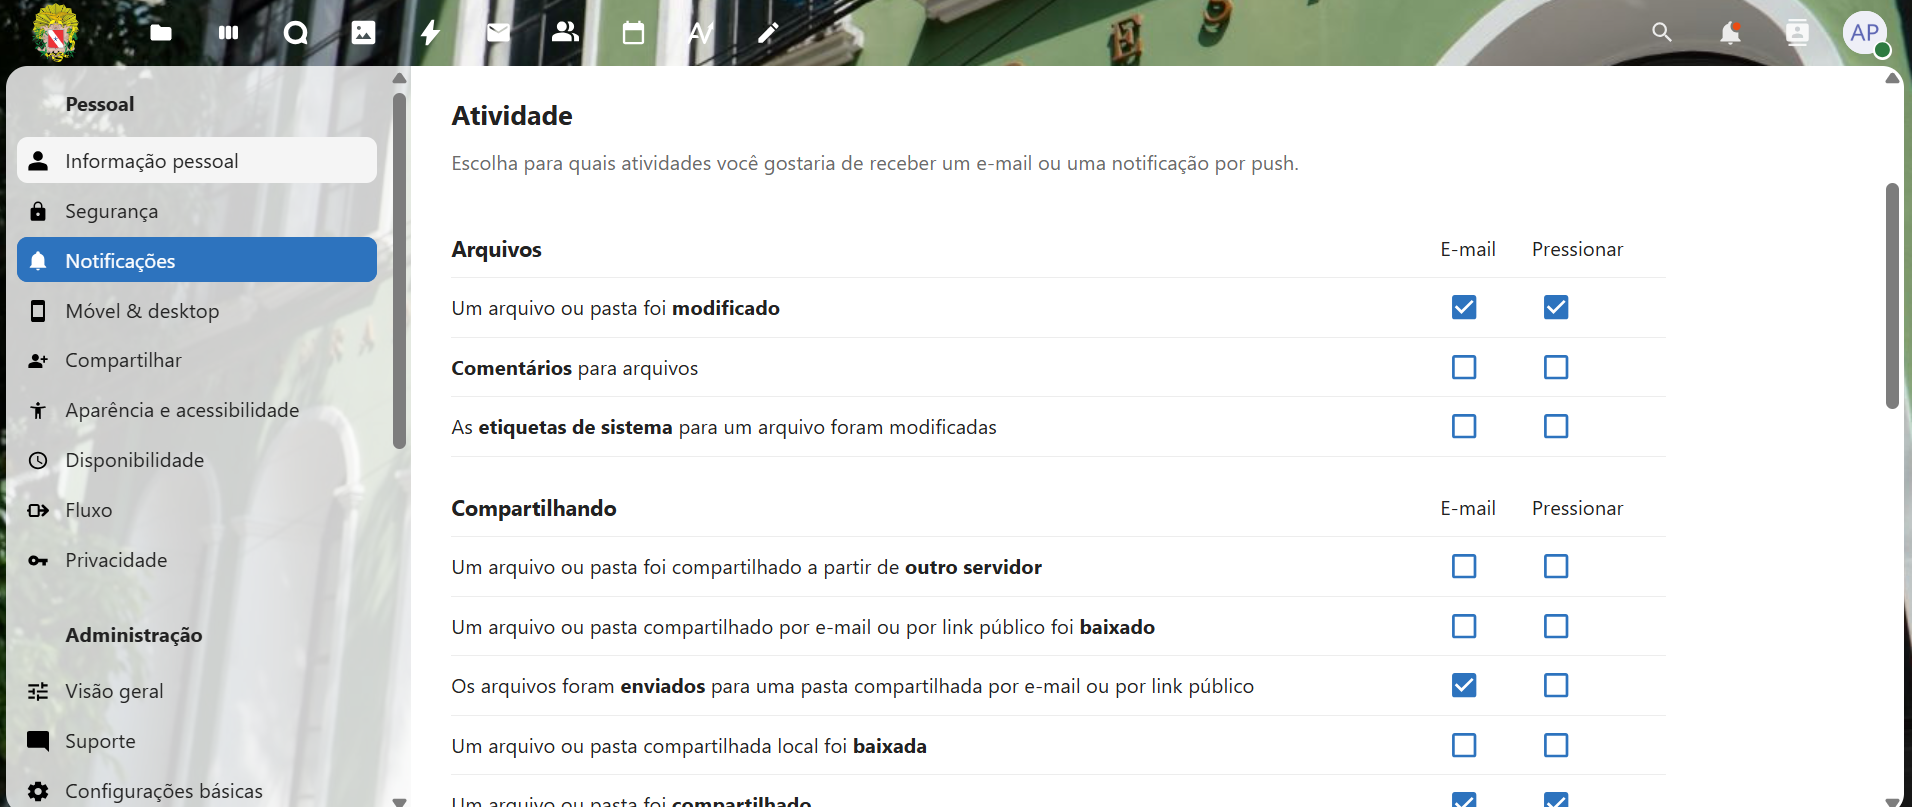 AP
Pessoal
Informação pessoal
Segurança
Notificações
Móvel & desktop
Compartilhar
Aparência e acessibilidade
Disponibilidade
Fluxo
Privacidade
Administração
Visão geral
Suporte
Configurações básicas
Atividade
Escolha para quais atividades você gostaria de receber um e-mail ou uma notificação por push.
Arquivos E-mail Pressionar
Um arquivo ou pasta foi modificado
Comentários para arquivos
As etiquetas de sistema para um arquivo foram modificadas
Compartilhando E-mail Pressionar
Um arquivo ou pasta foi compartilhado a partir de outro servidor
Um arquivo ou pasta compartilhado por e-mail ou por link público foi baixado
Os arquivos foram enviados para uma pasta compartilhada por e-mail ou por link público
Um arquivo ou pasta compartilhada local foi baixada
Um arquivo ou pasta foi compartilhado